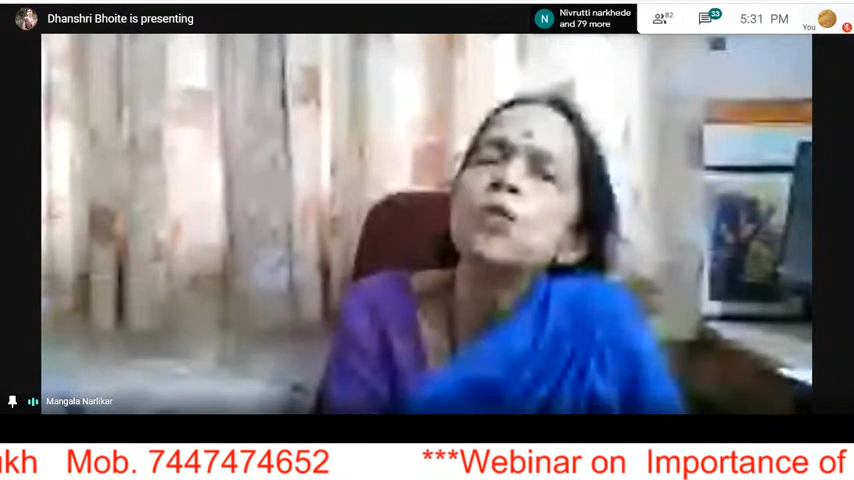 Dhanshri Bhoite is presenting
N
Nivrutti narkhede
and 79 more
82
33
5:31 PM
You
Mangala Narlikar
ukh Mob. 7447474652 ***Webinar on Importance of